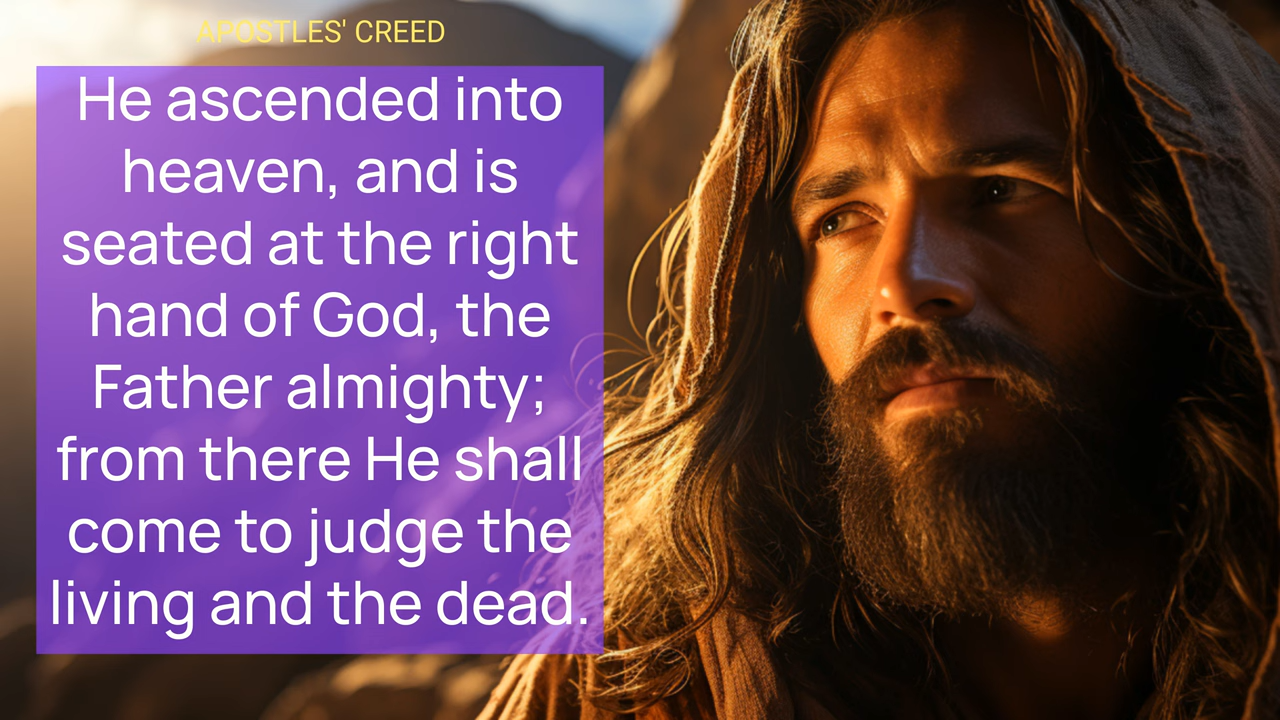 APOSTLES' CREED
He ascended into
heaven, and is
seated at the right
hand of God, the
Father almighty;
from there He shall
come to judge the
living and the dead.